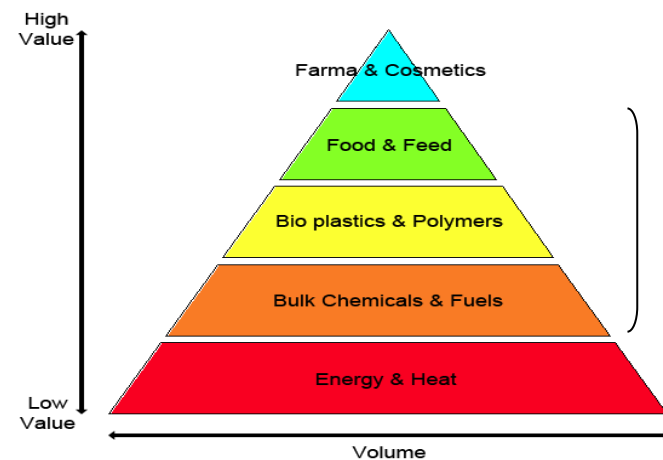 High
Value
Farma & Cosmetics
Food & Feed
Bio plastics & Polymers
Bulk Chemicals & Fuels
Energy & Heat
Low
Value
Volume